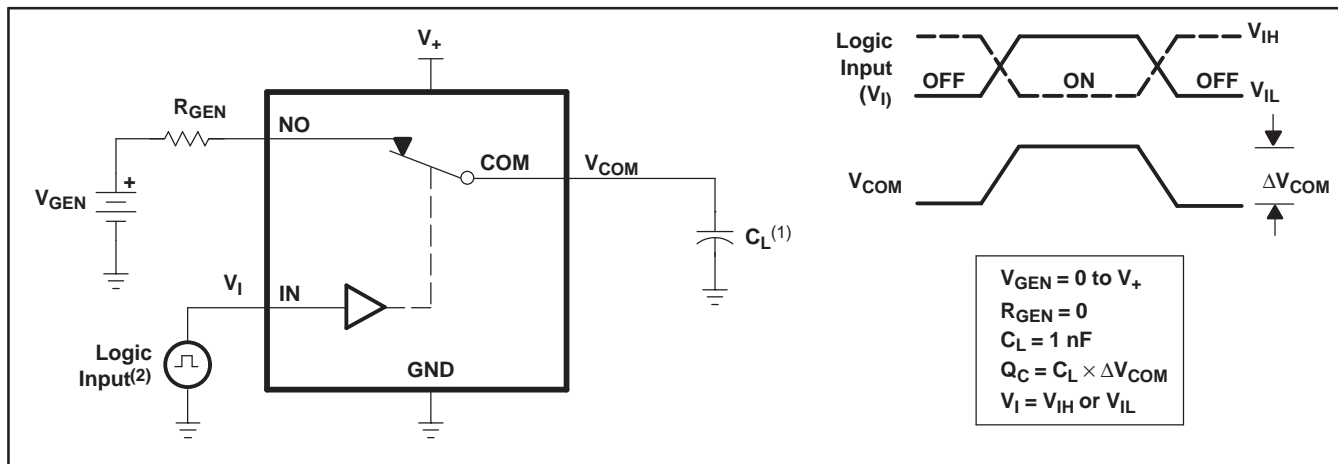 V+
RGEN
NO
COM
VCOM
VGEN
+
CL(1)
VI
IN
Logic
Input(2)
GND
Logic
Input
(VI)
VIH
OFF
ON
OFF
VIL
VCOM
ΔVCOM
VGEN = 0 to V+
RGEN = 0
CL = 1 nF
QC = CL × ΔVCOM
VI = VIH or VIL